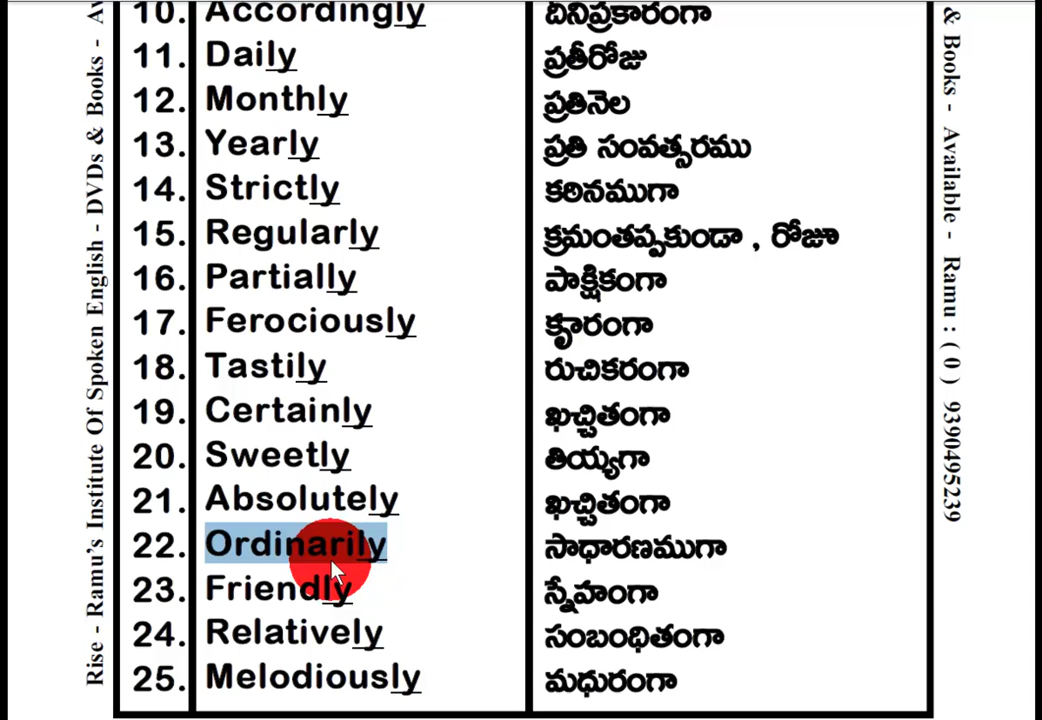 10. Accordingly దీనిప్రకారంగా
11. Daily ప్రతీరోజు
12. Monthly ప్రతినెల
13. Yearly ప్రతి సంవత్సరము
14. Strictly కఠినముగా
15. Regularly క్రమంతప్పకుండా , రోజూ
16. Partially పాక్షికంగా
17. Ferociously క్రూరంగా
18. Tastily రుచికరంగా
19. Certainly ఖచ్చితంగా
20. Sweetly తియ్యగా
21. Absolutely ఖచ్చితంగా
22. Ordinarily సాధారణముగా
23. Friendly స్నేహంగా
24. Relatively సంబంధితంగా
25. Melodiously మధురంగా
Rise - Ramu's Institute Of Spoken English - DVDs & Books - Av
& Books - Available - Ramu : ( 0 ) 9390495239